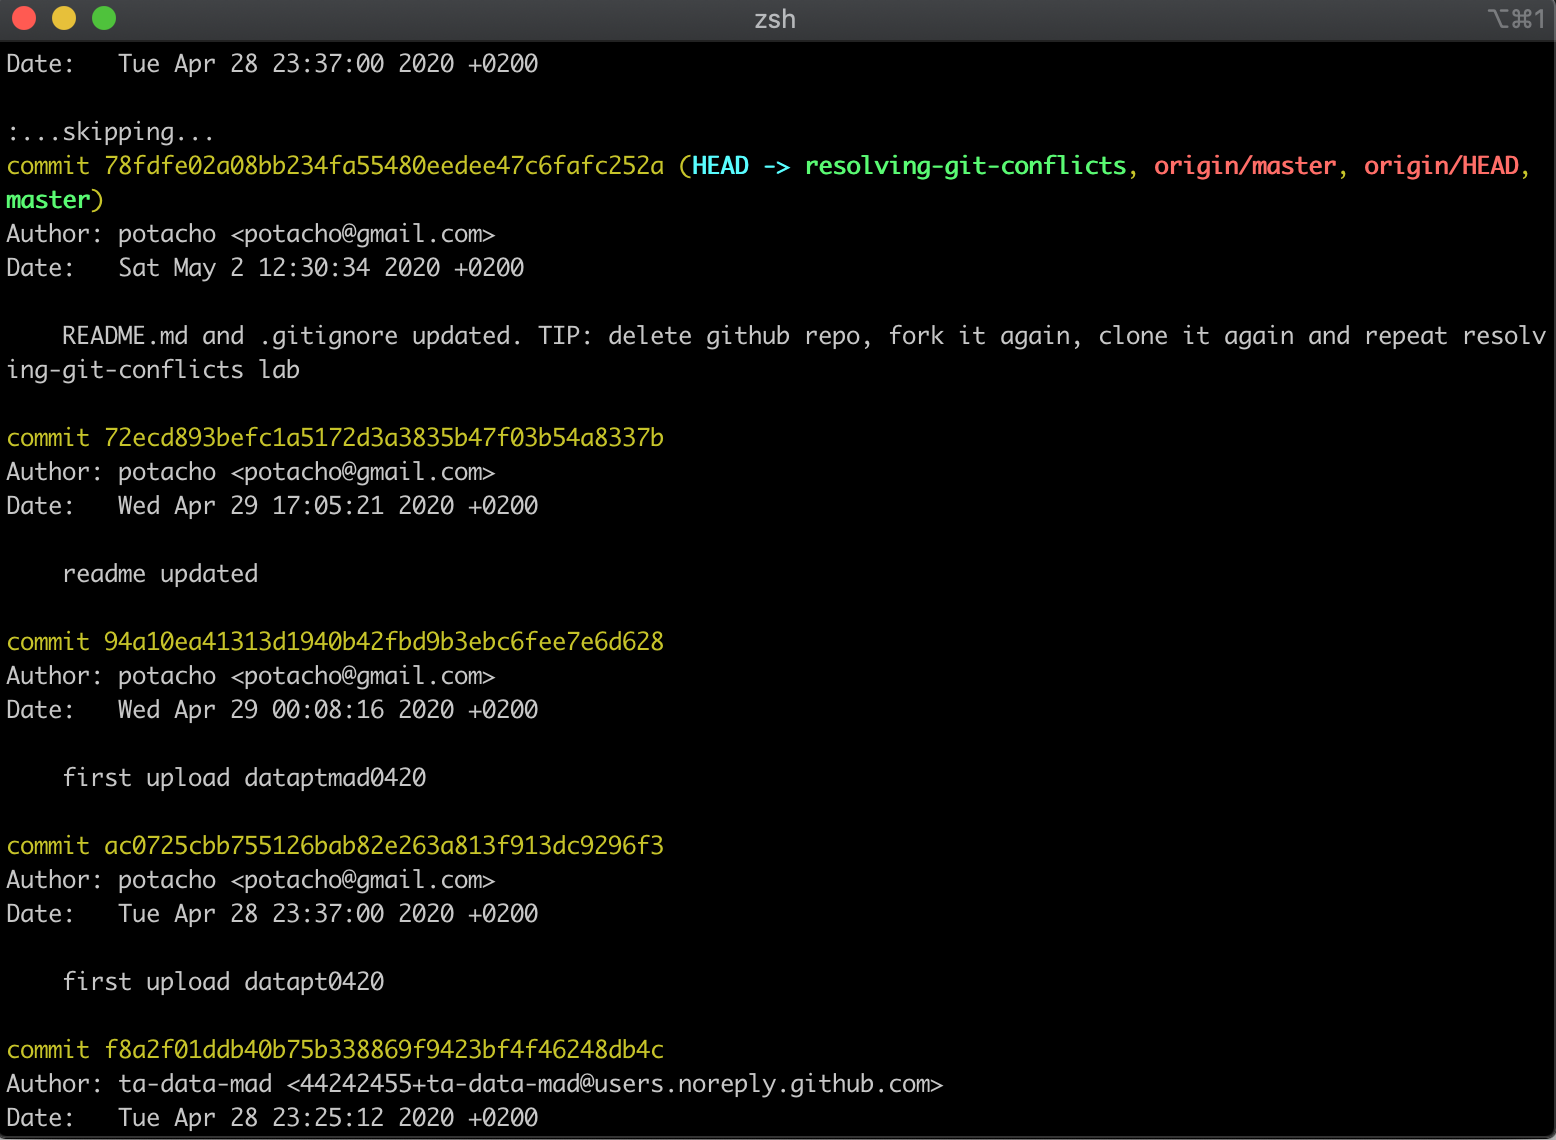 zsh
⌥⌘1
Date:   Tue Apr 28 23:37:00 2020 +0200
:...skipping...
commit 78fdfe02a08bb234fa55480eedee47c6fafc252a (HEAD -> resolving-git-conflicts, origin/master, origin/HEAD,
master)
Author: potacho <potacho@gmail.com>
Date:   Sat May 2 12:30:34 2020 +0200
    README.md and .gitignore updated. TIP: delete github repo, fork it again, clone it again and repeat resolv
ing-git-conflicts lab
commit 72ecd893befc1a5172d3a3835b47f03b54a8337b
Author: potacho <potacho@gmail.com>
Date:   Wed Apr 29 17:05:21 2020 +0200
    readme updated
commit 94a10ea41313d1940b42fbd9b3ebc6fee7e6d628
Author: potacho <potacho@gmail.com>
Date:   Wed Apr 29 00:08:16 2020 +0200
    first upload dataptmad0420
commit ac0725cbb755126bab82e263a813f913dc9296f3
Author: potacho <potacho@gmail.com>
Date:   Tue Apr 28 23:37:00 2020 +0200
    first upload datapt0420
commit f8a2f01ddb40b75b338869f9423bf4f46248db4c
Author: ta-data-mad <44242455+ta-data-mad@users.noreply.github.com>
Date:   Tue Apr 28 23:25:12 2020 +0200